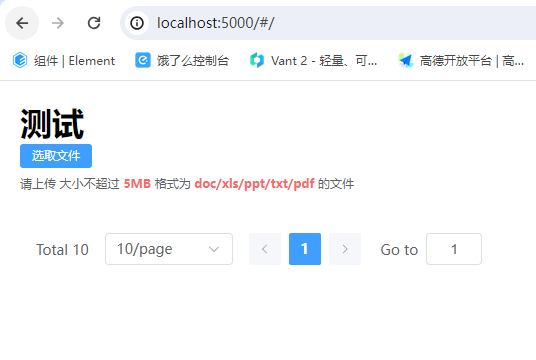 localhost:5000/#/
组件 | Element 饿了么控制台 Vant 2 - 轻量、可... 高德开放平台 | 高...
测试
选取文件
请上传 大小不超过 5MB 格式为 doc/xls/ppt/txt/pdf 的文件
Total 10 10/page 1 Go to 1